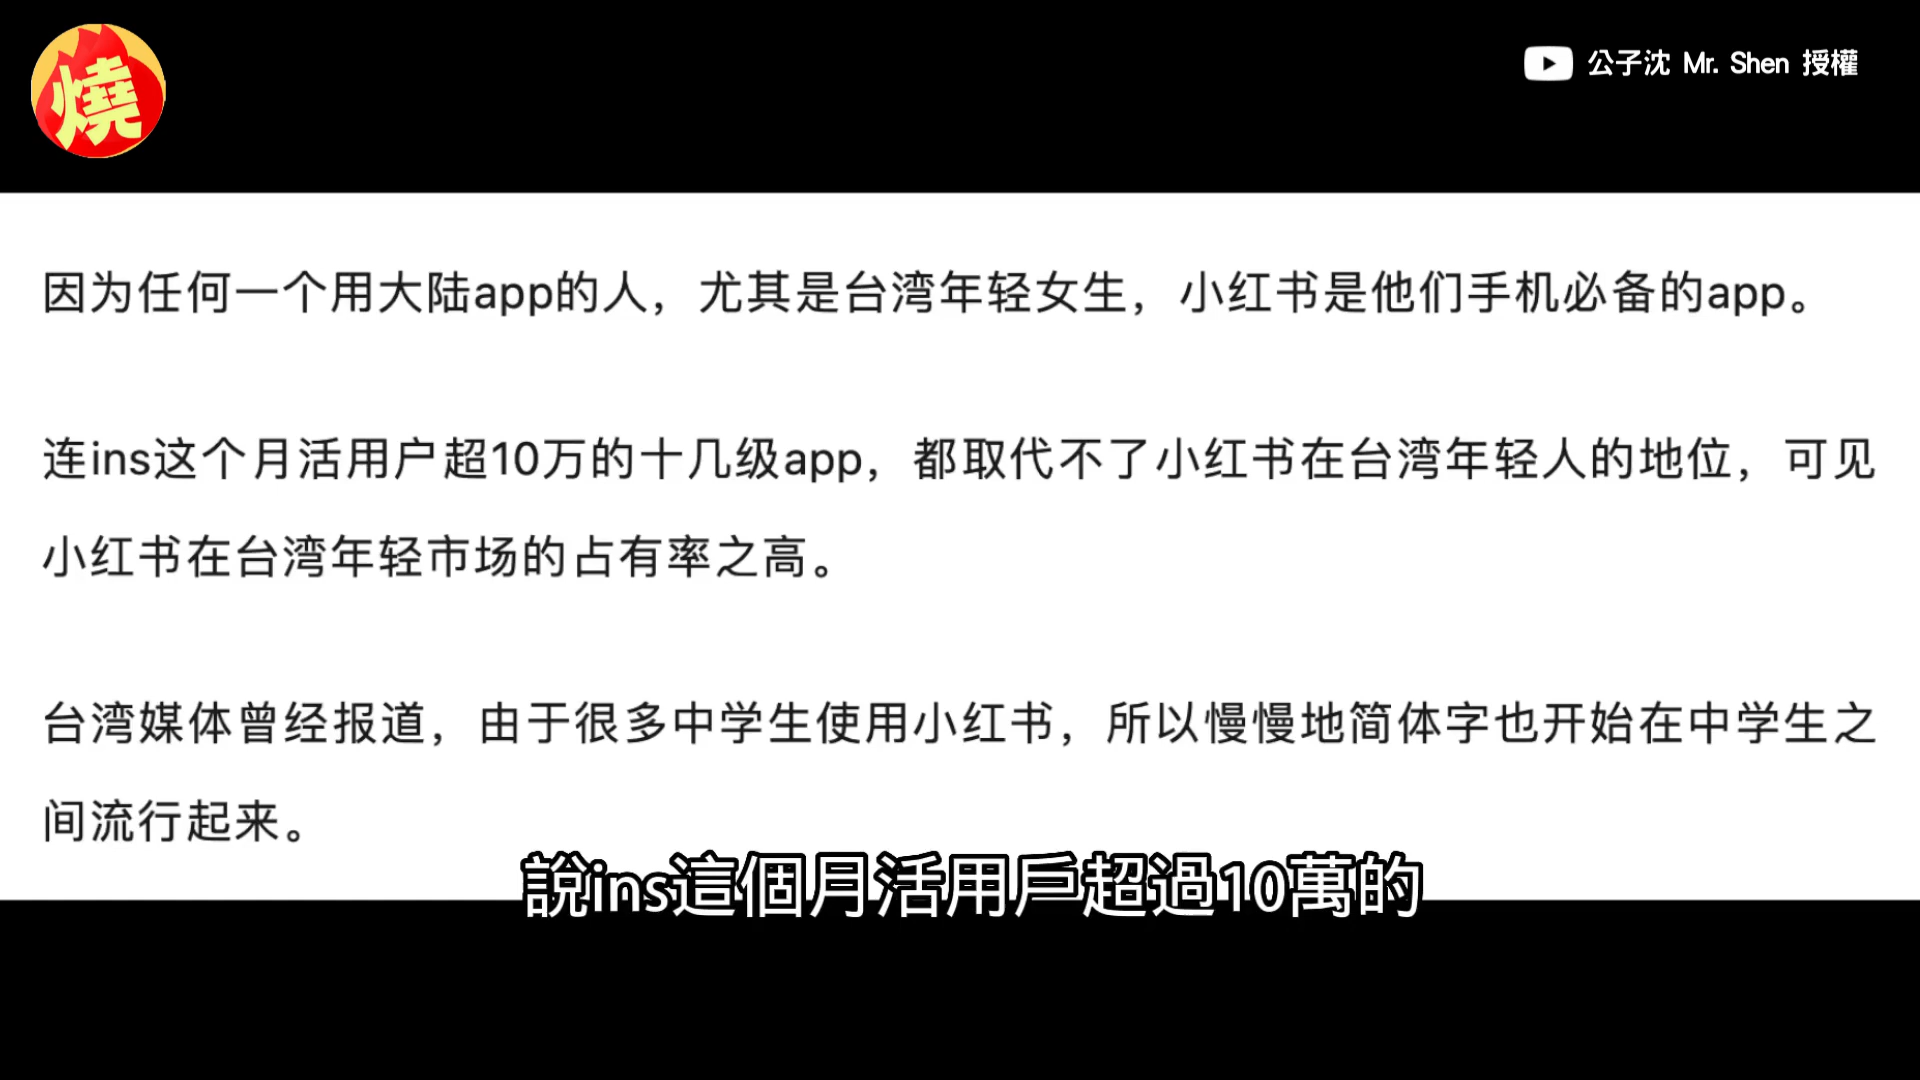 燒
公子沈 Mr. Shen 授權
因为任何一个用大陆app的人，尤其是台湾年轻女生，小红书是他们手机必备的app。
连ins这个月活用户超10万的十几级app，都取代不了小红书在台湾年轻人的地位，可见
小红书在台湾年轻市场的占有率之高。
台湾媒体曾经报道，由于很多中学生使用小红书，所以慢慢地简体字也开始在中学生之
间流行起来。
說ins這個月活用戶超過10萬的